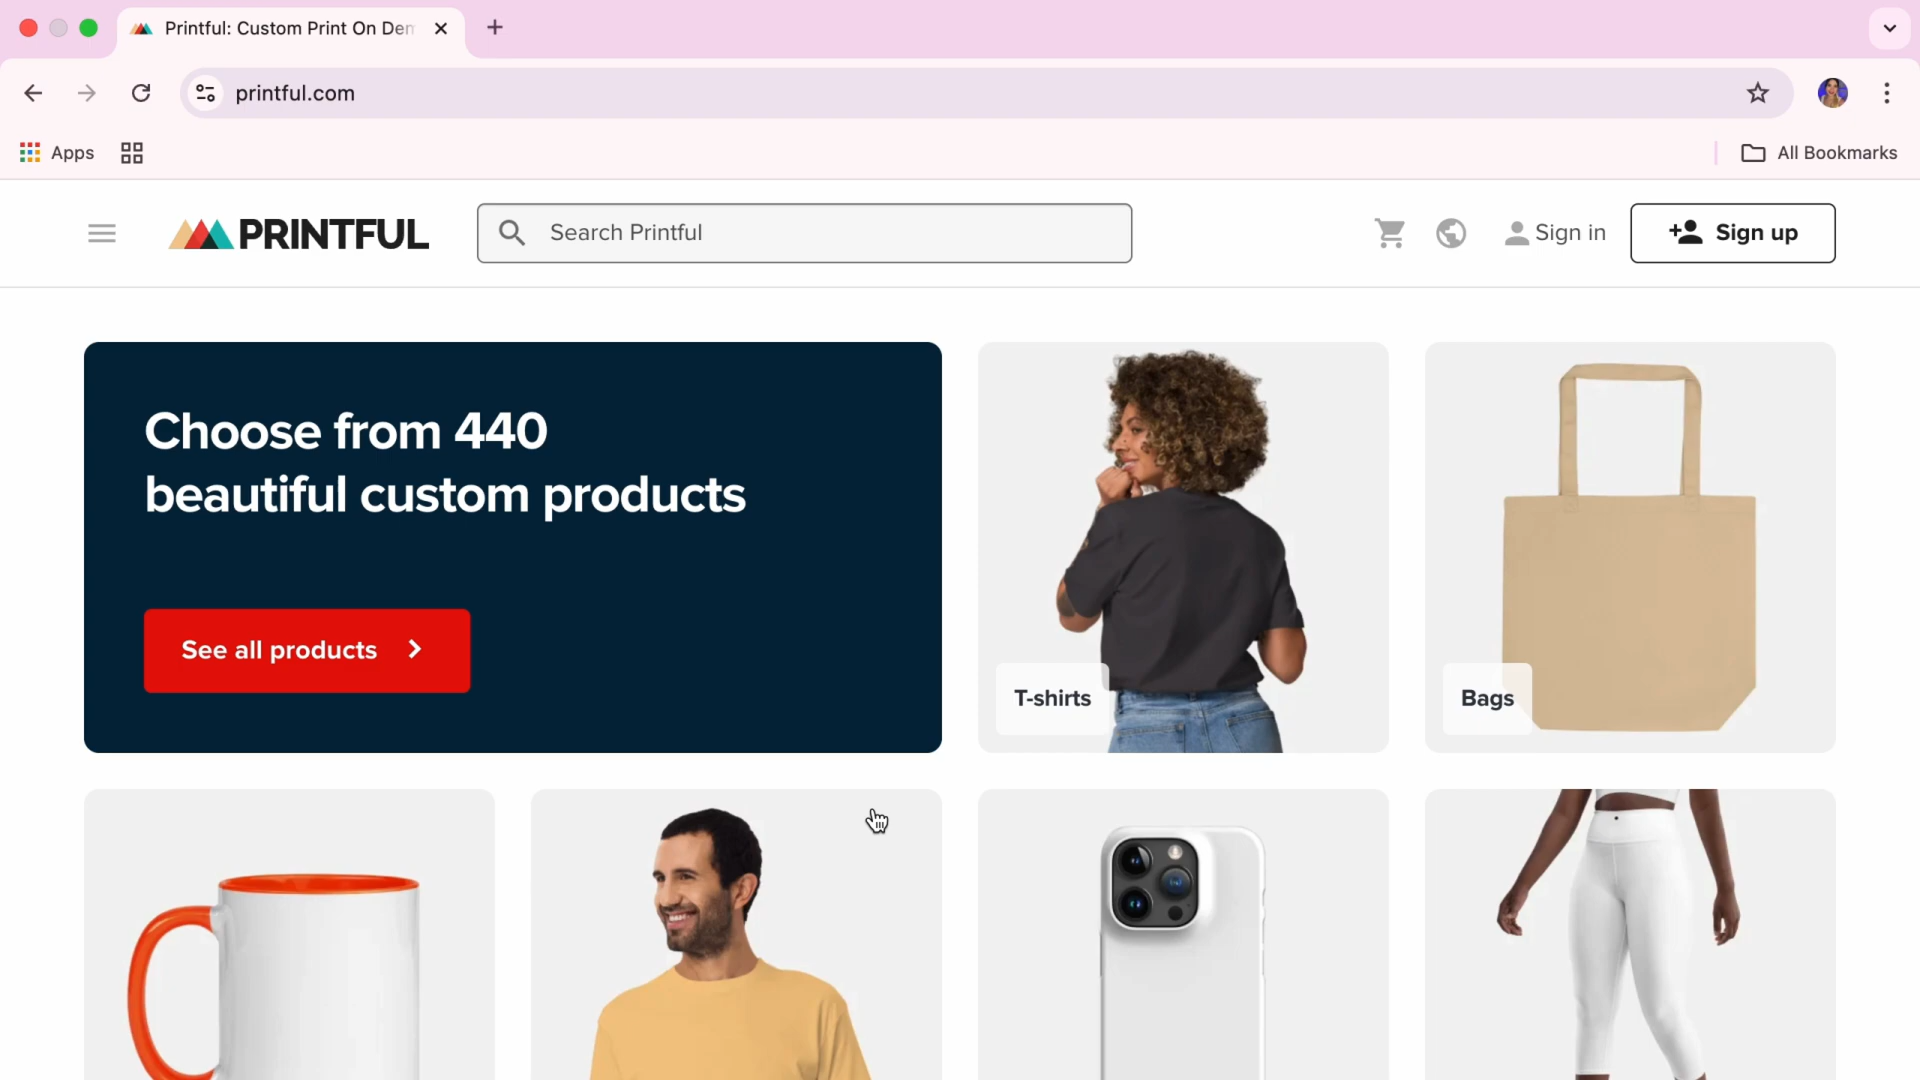 Printful: Custom Print On Dem
printful.com
Apps
All Bookmarks
PRINTFUL
Search Printful
Sign in
Sign up
Choose from 440
beautiful custom products
See all products
T-shirts
Bags